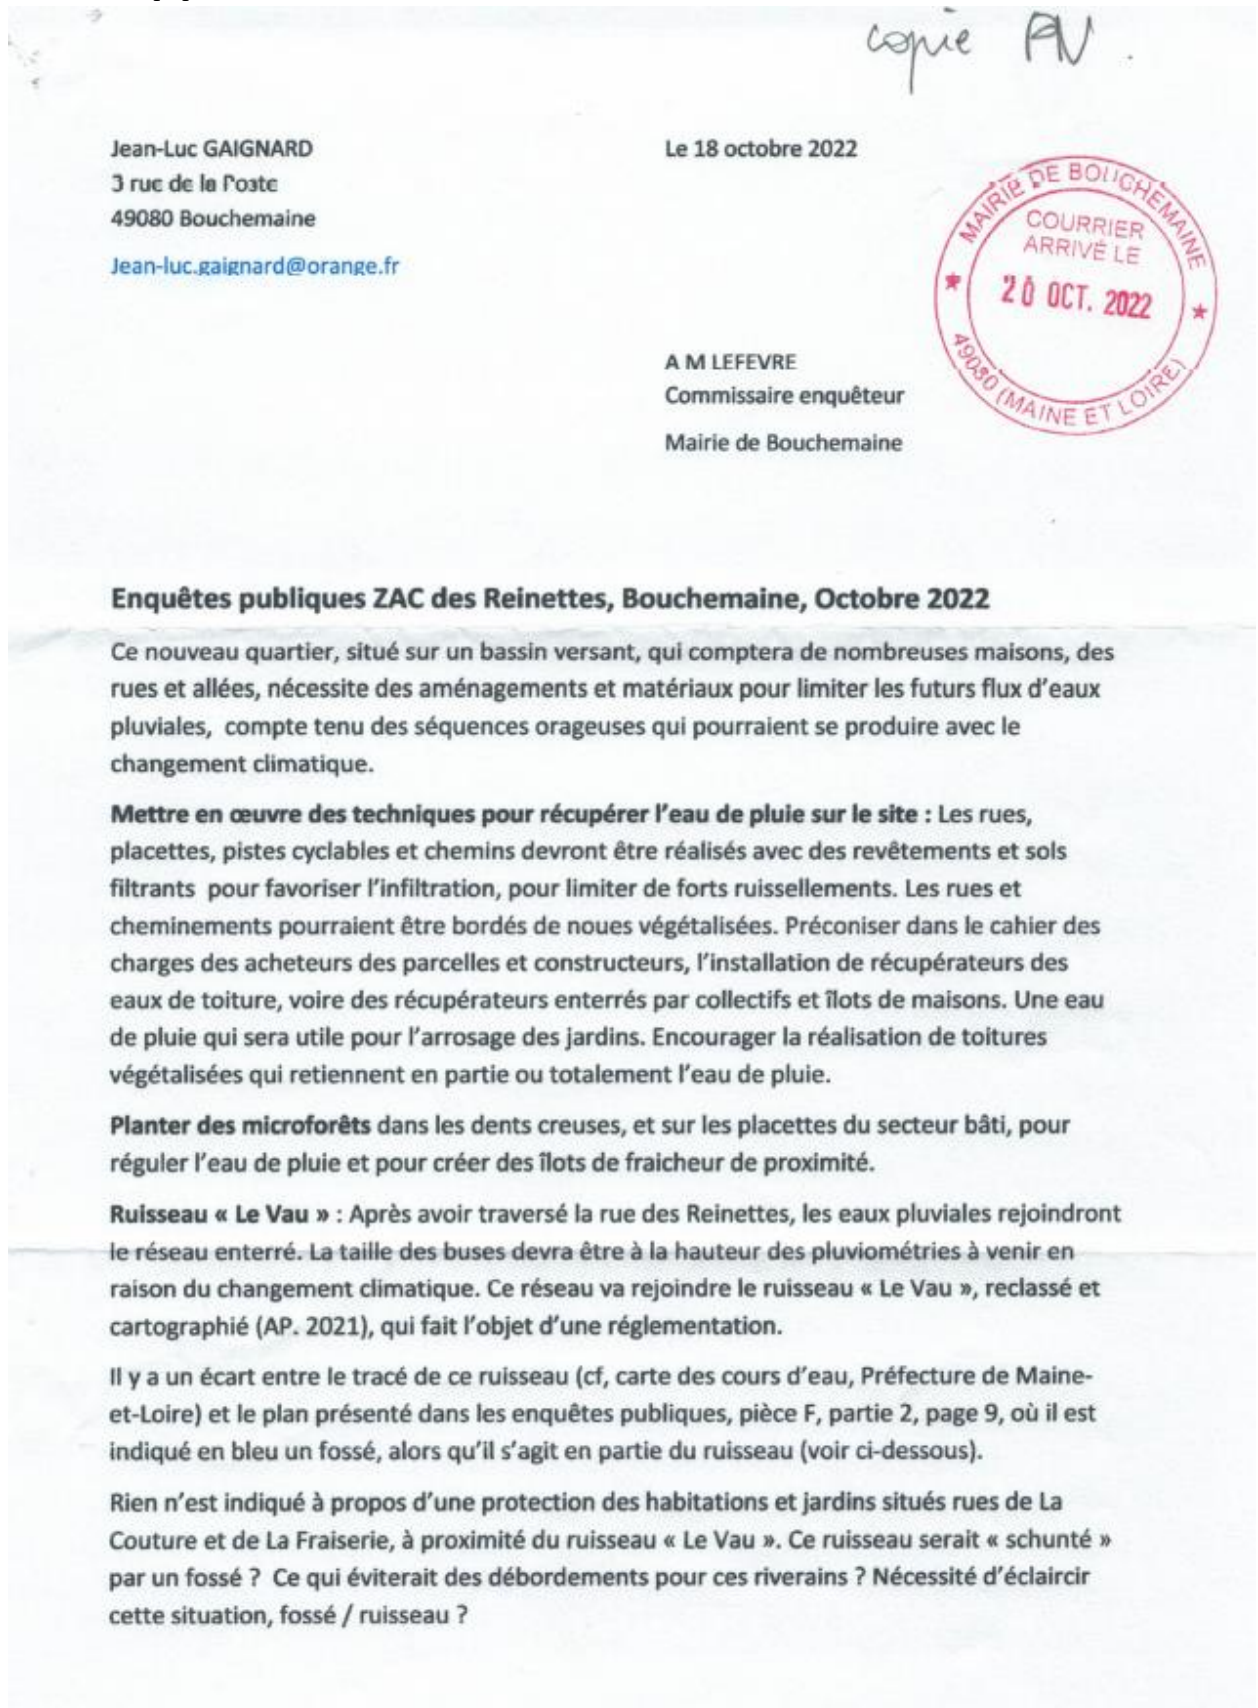 copie PV.
Jean-Luc GAIGNARD
Le 18 octobre 2022
3 rue de la Poste
49080 Bouchemaine
Jean-luc.gaignard@orange.fr
MAIRIE DE BOUCHEMAINE
COURRIER
ARRIVÉ LE
20 OCT. 2022
49080 (MAINE ET LOIRE)
A M LEFEVRE
Commissaire enquêteur
Mairie de Bouchemaine
Enquêtes publiques ZAC des Reinettes, Bouchemaine, Octobre 2022
Ce nouveau quartier, situé sur un bassin versant, qui comptera de nombreuses maisons, des
rues et allées, nécessite des aménagements et matériaux pour limiter les futurs flux d'eaux
pluviales, compte tenu des séquences orageuses qui pourraient se produire avec le
changement climatique.
Mettre en œuvre des techniques pour récupérer l'eau de pluie sur le site : Les rues,
placettes, pistes cyclables et chemins devront être réalisés avec des revêtements et sols
filtrants pour favoriser l'infiltration, pour limiter de forts ruissellements. Les rues et
cheminements pourraient être bordés de noues végétalisées. Préconiser dans le cahier des
charges des acheteurs des parcelles et constructeurs, l'installation de récupérateurs des
eaux de toiture, voire des récupérateurs enterrés par collectifs et îlots de maisons. Une eau
de pluie qui sera utile pour l'arrosage des jardins. Encourager la réalisation de toitures
végétalisées qui retiennent en partie ou totalement l'eau de pluie.
Planter des microforêts dans les dents creuses, et sur les placettes du secteur bâti, pour
réguler l'eau de pluie et pour créer des îlots de fraicheur de proximité.
Ruisseau « Le Vau » : Après avoir traversé la rue des Reinettes, les eaux pluviales rejoindront
le réseau enterré. La taille des buses devra être à la hauteur des pluviométries à venir en
raison du changement climatique. Ce réseau va rejoindre le ruisseau « Le Vau », reclassé et
cartographié (AP. 2021), qui fait l'objet d'une réglementation.
Il y a un écart entre le tracé de ce ruisseau (cf, carte des cours d'eau, Préfecture de Maine-
et-Loire) et le plan présenté dans les enquêtes publiques, pièce F, partie 2, page 9, où il est
indiqué en bleu un fossé, alors qu'il s'agit en partie du ruisseau (voir ci-dessous).
Rien n'est indiqué à propos d'une protection des habitations et jardins situés rues de La
Couture et de La Fraiserie, à proximité du ruisseau « Le Vau ». Ce ruisseau serait « schunté »
par un fossé ? Ce qui éviterait des débordements pour ces riverains ? Nécessité d'éclaircir
cette situation, fossé / ruisseau ?